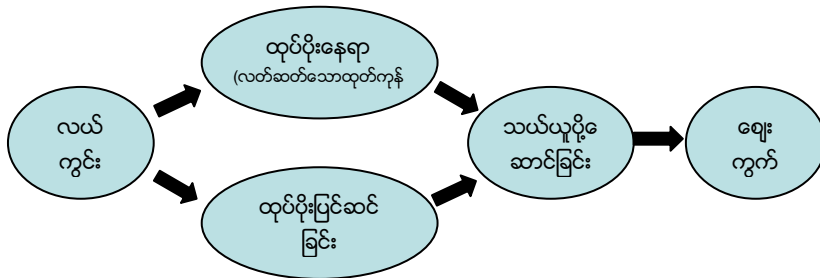 လယ်
ကွင်း
ထုပ်ပိုးနေရာ
(လတ်ဆတ်သောထုတ်ကုန်
ထုပ်ပိုးပြင်ဆင်
ခြင်း
သယ်ယူပို့ေ
ဆာင်ခြင်း
ဈေး
ကွက်